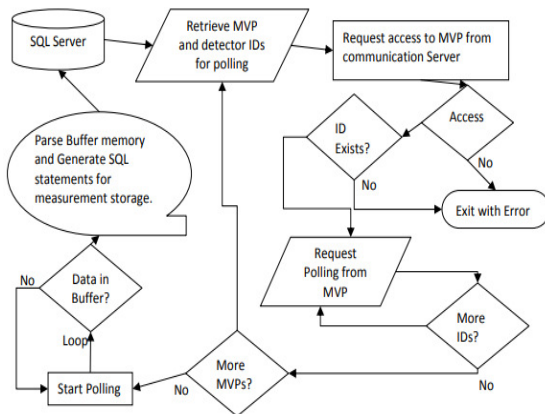 SQL Server
Retrieve MVP
and detector IDs
for polling
Request access to MVP from
communication Server
Parse Buffer memory
and Generate SQL
statements for
measurement storage.
ID
Exists?
Access
No
No
Exit with Error
Request
Polling from
MVP
No
Data in
Buffer?
Loop
More
IDs?
More
MVPs?
No
No
Start Polling